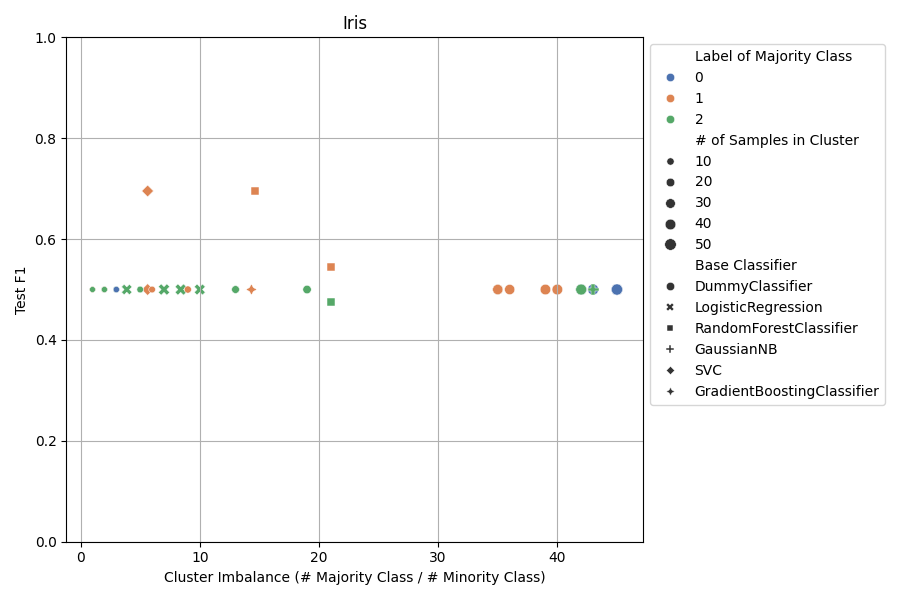 Iris
1.0
0.8
0.6
0.4
0.2
0.0
Test F1
0
10
20
30
40
Cluster Imbalance (# Majority Class / # Minority Class)
Label of Majority Class
0
1
2
# of Samples in Cluster
10
20
30
40
50
Base Classifier
DummyClassifier
LogisticRegression
RandomForestClassifier
GaussianNB
SVC
GradientBoostingClassifier